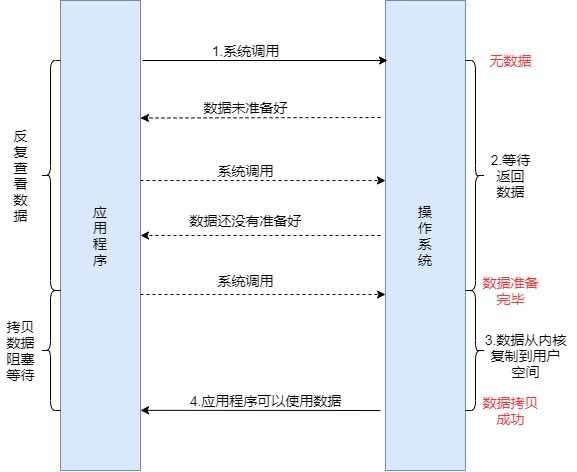 1.系统调用
无数据
数据未准备好
反
复
查
看
数
据
2.等待
返回
数据
系统调用
应
用
程
序
操
作
系
统
数据还没有准备好
系统调用
数据准备
完毕
拷贝
数据
阻塞
等待
3.数据从内核
复制到用户
空间
4.应用程序可以使用数据
数据拷贝
成功